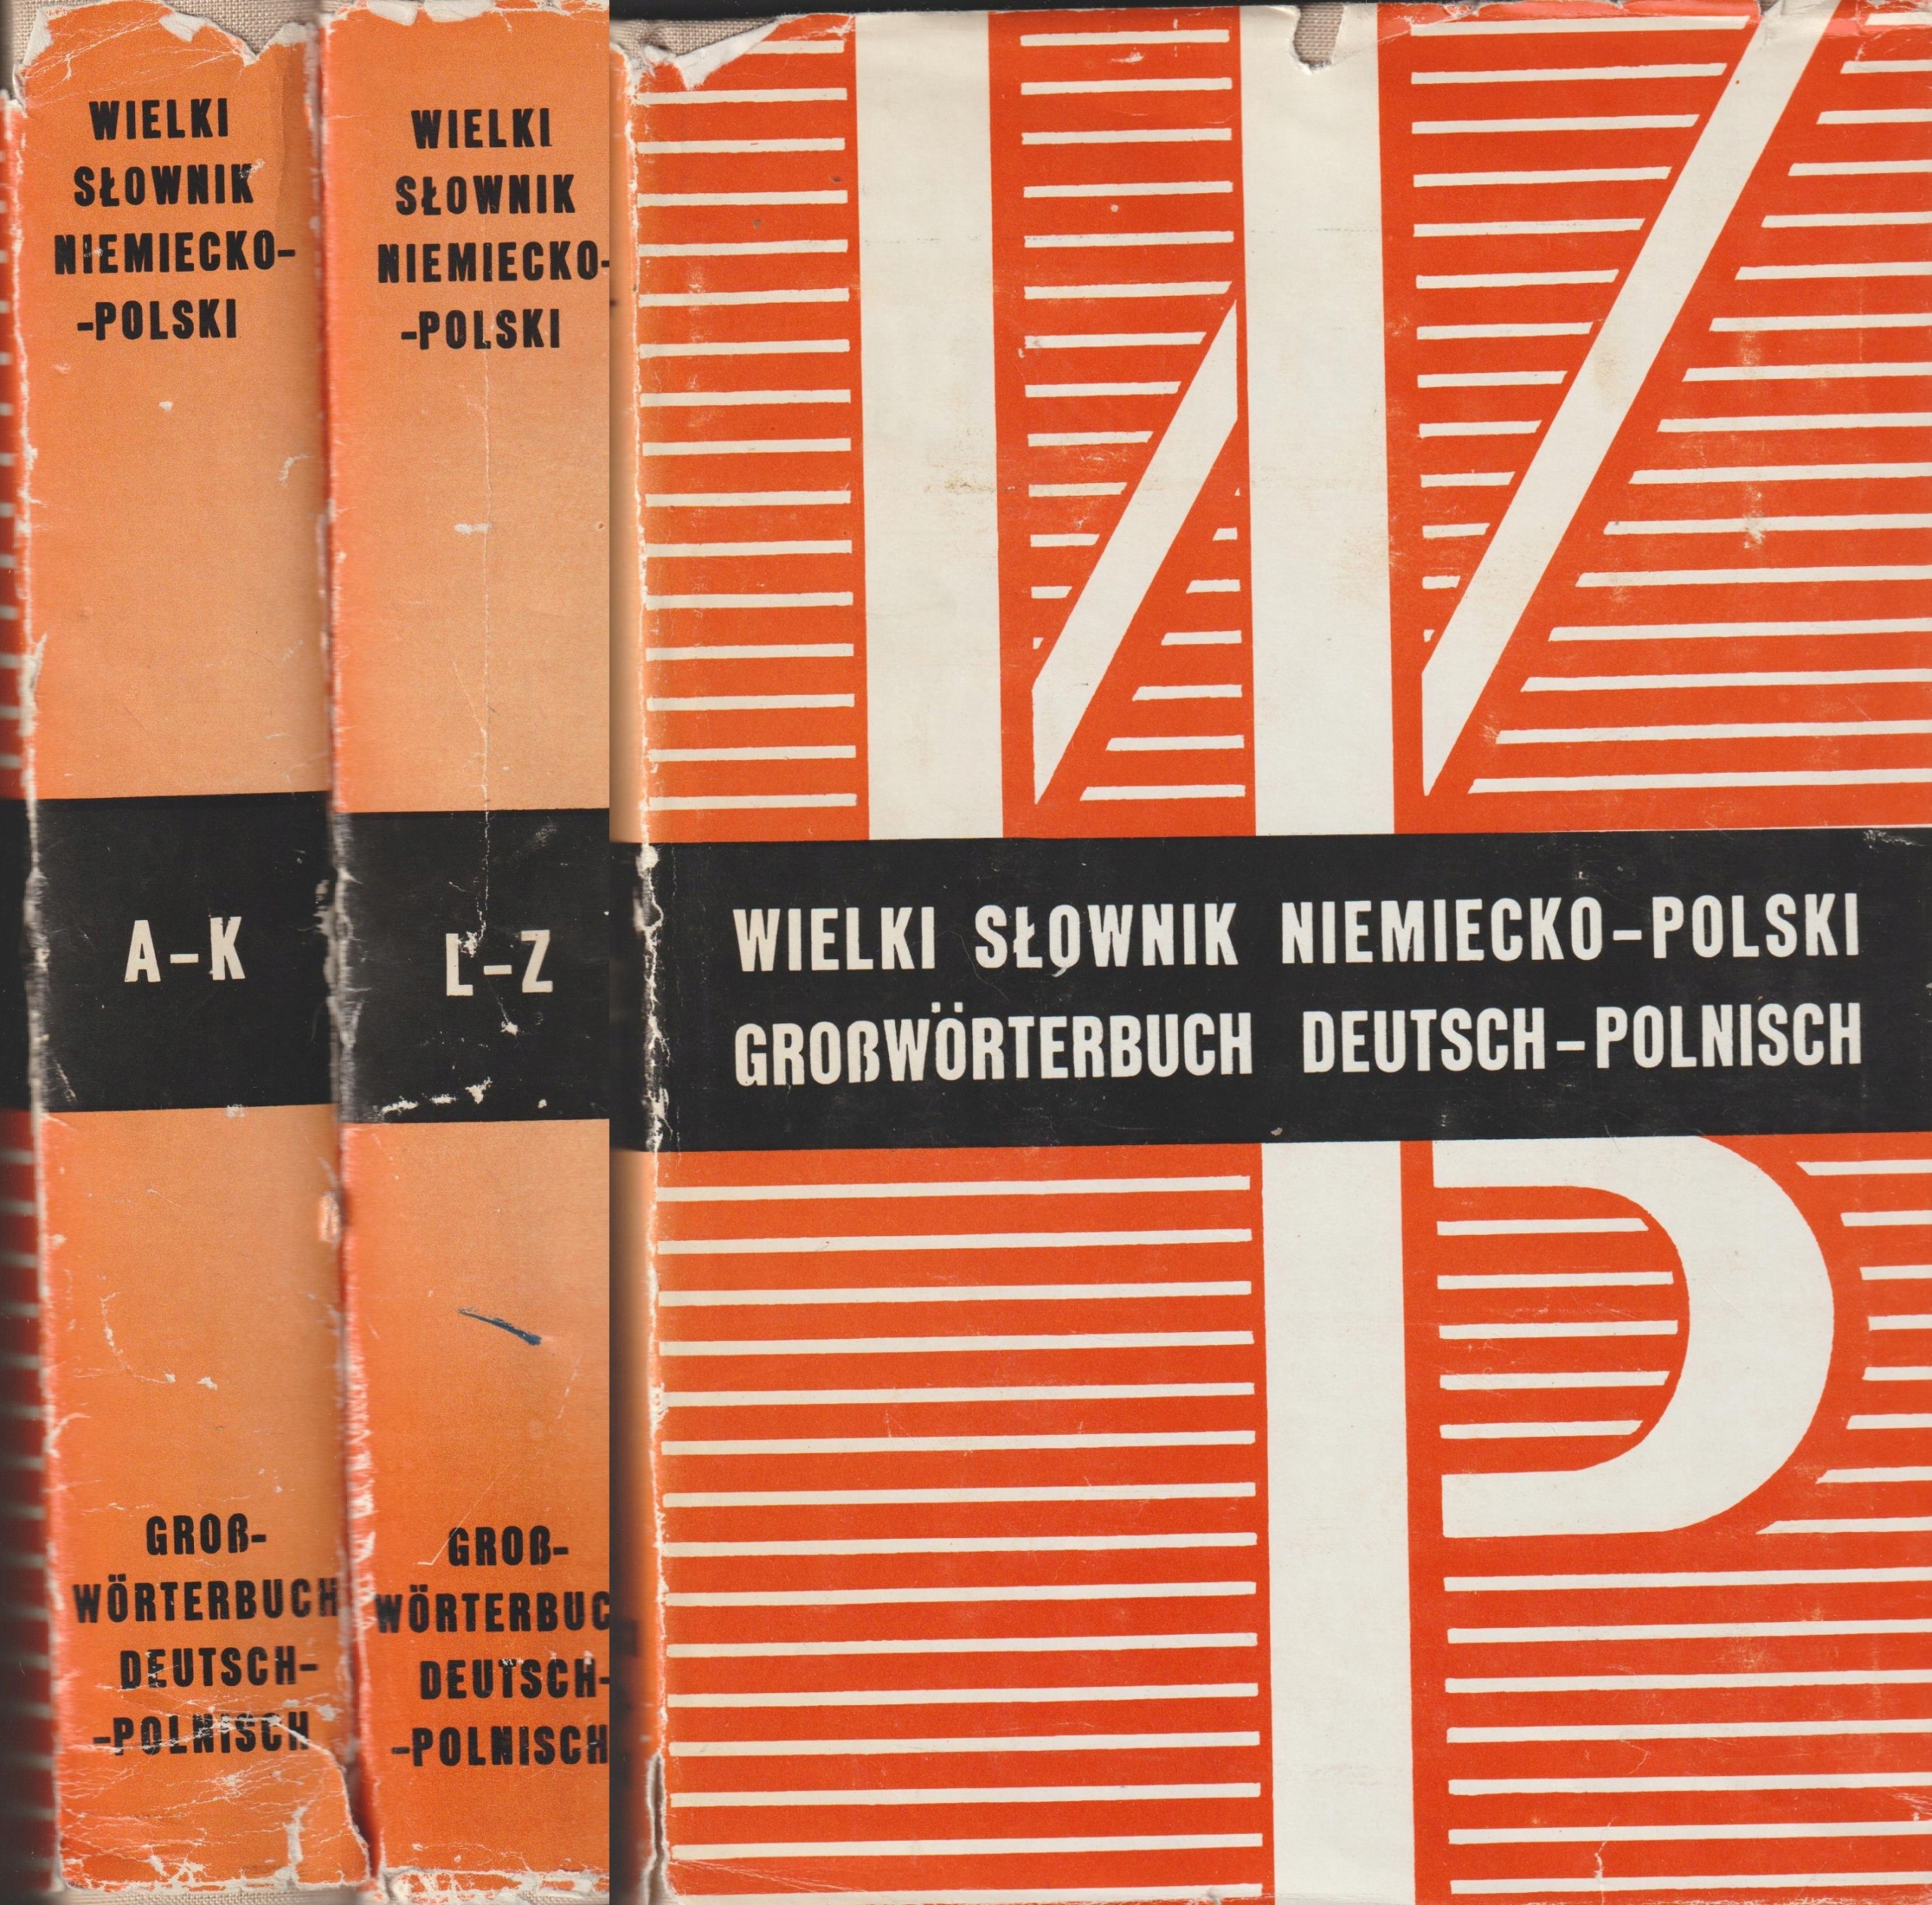 WIELKI
SŁOWNIK
NIEMIECKO-
-POLSKI
A-K
GROß-
WÖRTERBUCH
DEUTSCH-
-POLNISCH
WIELKI
SŁOWNIK
NIEMIECKO-
-POLSKI
L-Z
GROß-
WÖRTERBUC
DEUTSCH-
-POLNISCH
WIELKI SŁOWNIK NIEMIECKO-POLSKI
GROßWÖRTERBUCH DEUTSCH-POLNISCH